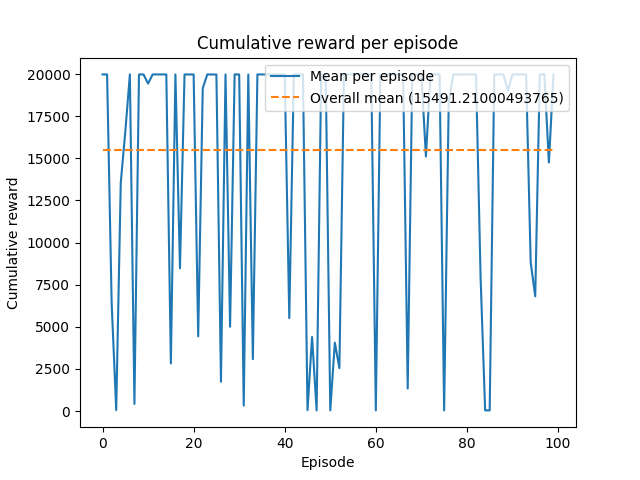 Cumulative reward per episode
Mean per episode
Overall mean (15491.21000493765)
20000
17500
15000
12500
10000
7500
5000
2500
0
Cumulative reward
0 20 40 60 80 100
Episode